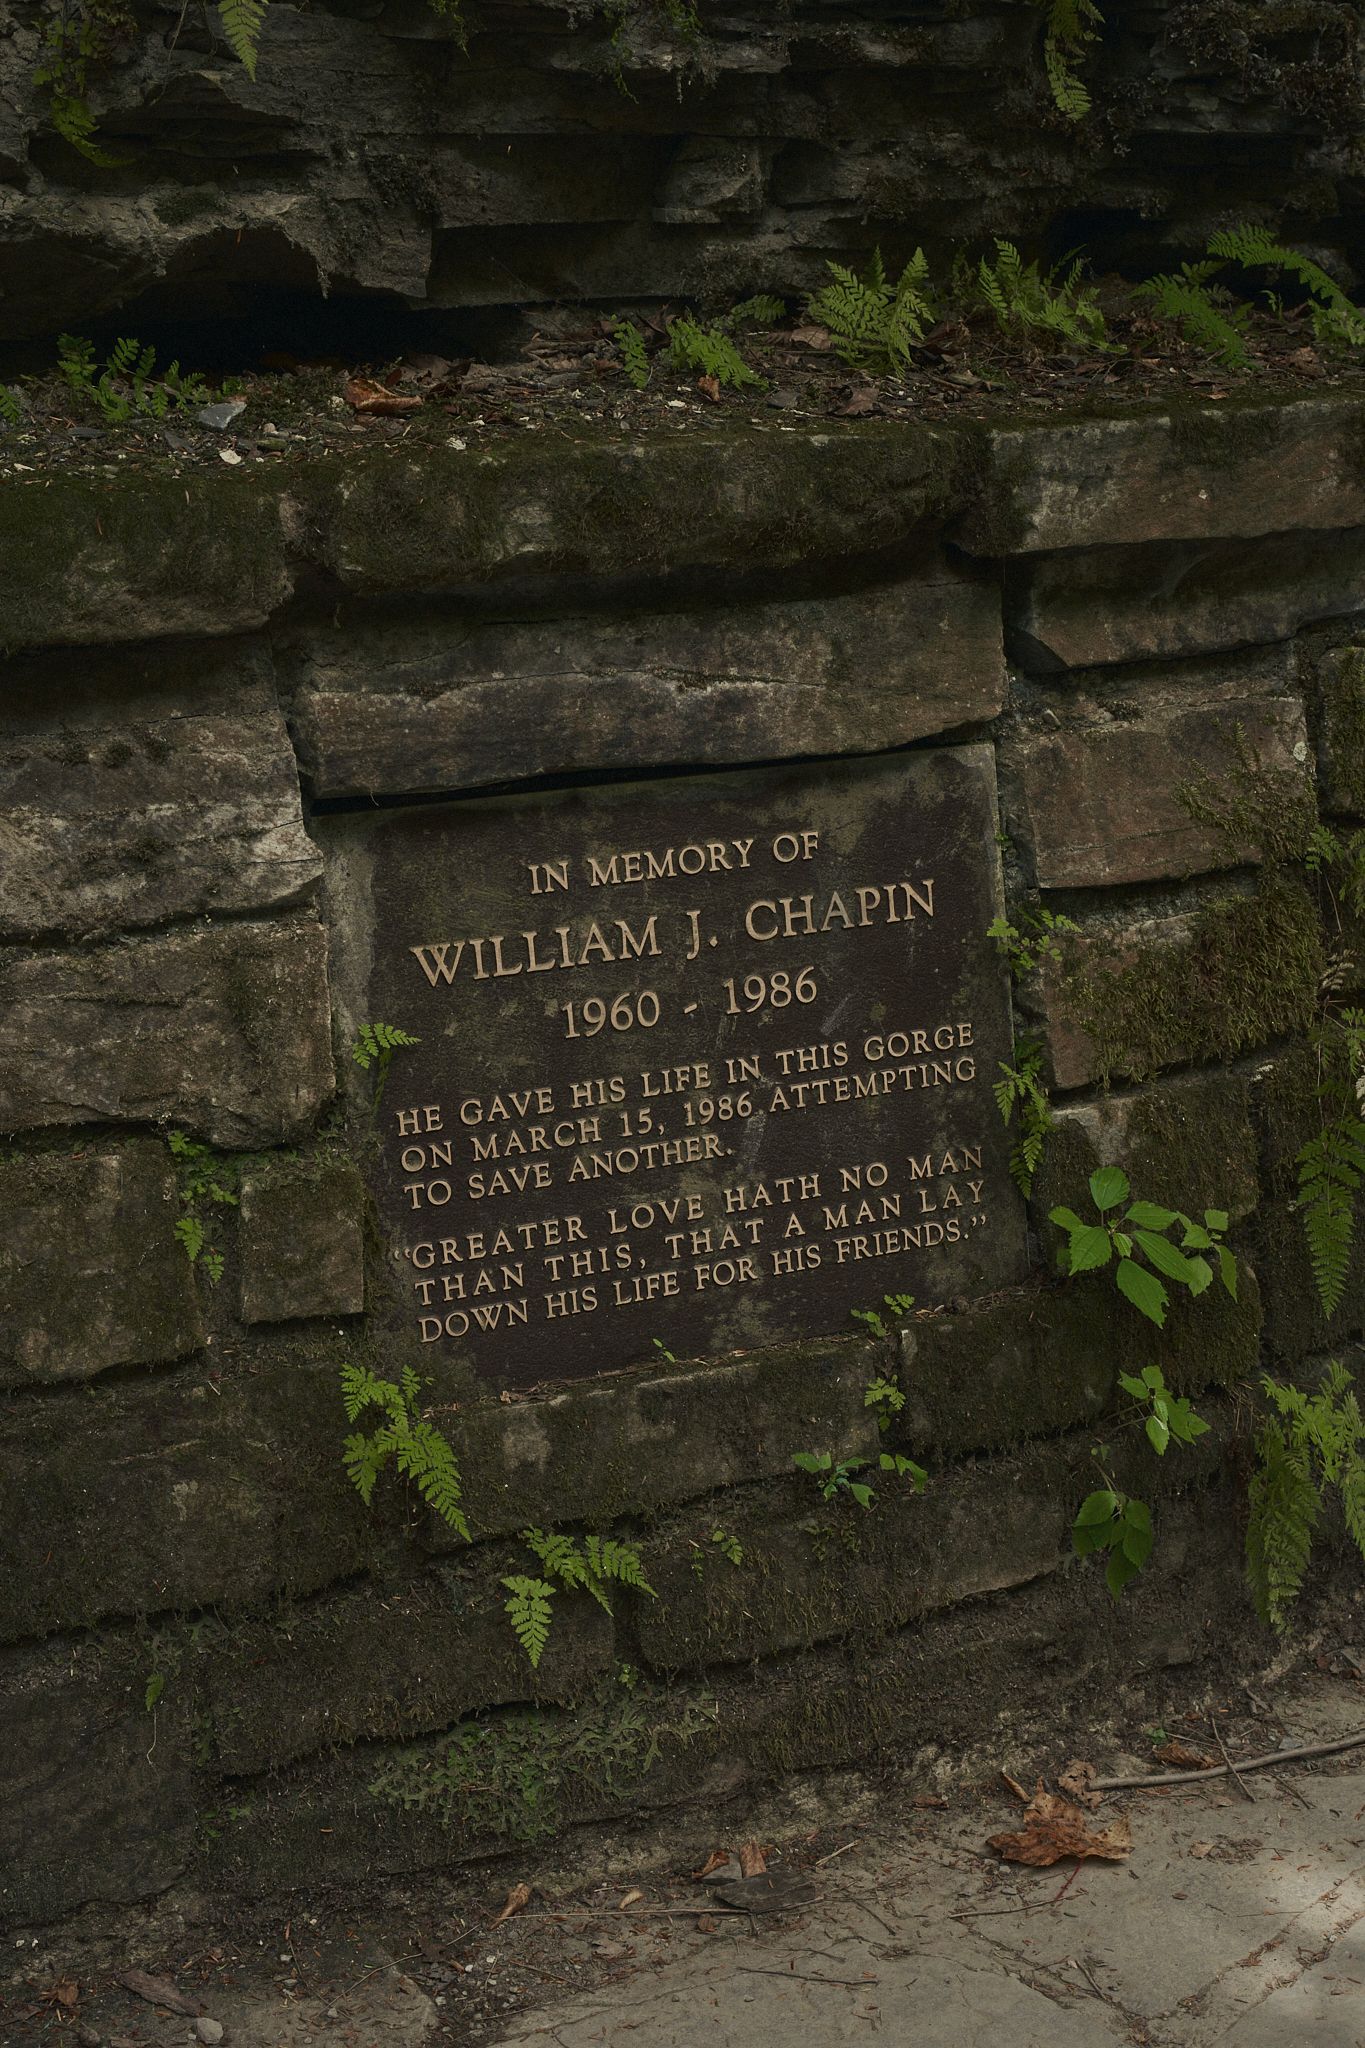 IN MEMORY OF
WILLIAM J. CHAPIN
1960 - 1986
HE GAVE HIS LIFE IN THIS GORGE
ON MARCH 15, 1986 ATTEMPTING
TO SAVE ANOTHER.
“GREATER LOVE HATH NO MAN
THAN THIS, THAT A MAN LAY
DOWN HIS LIFE FOR HIS FRIENDS.”